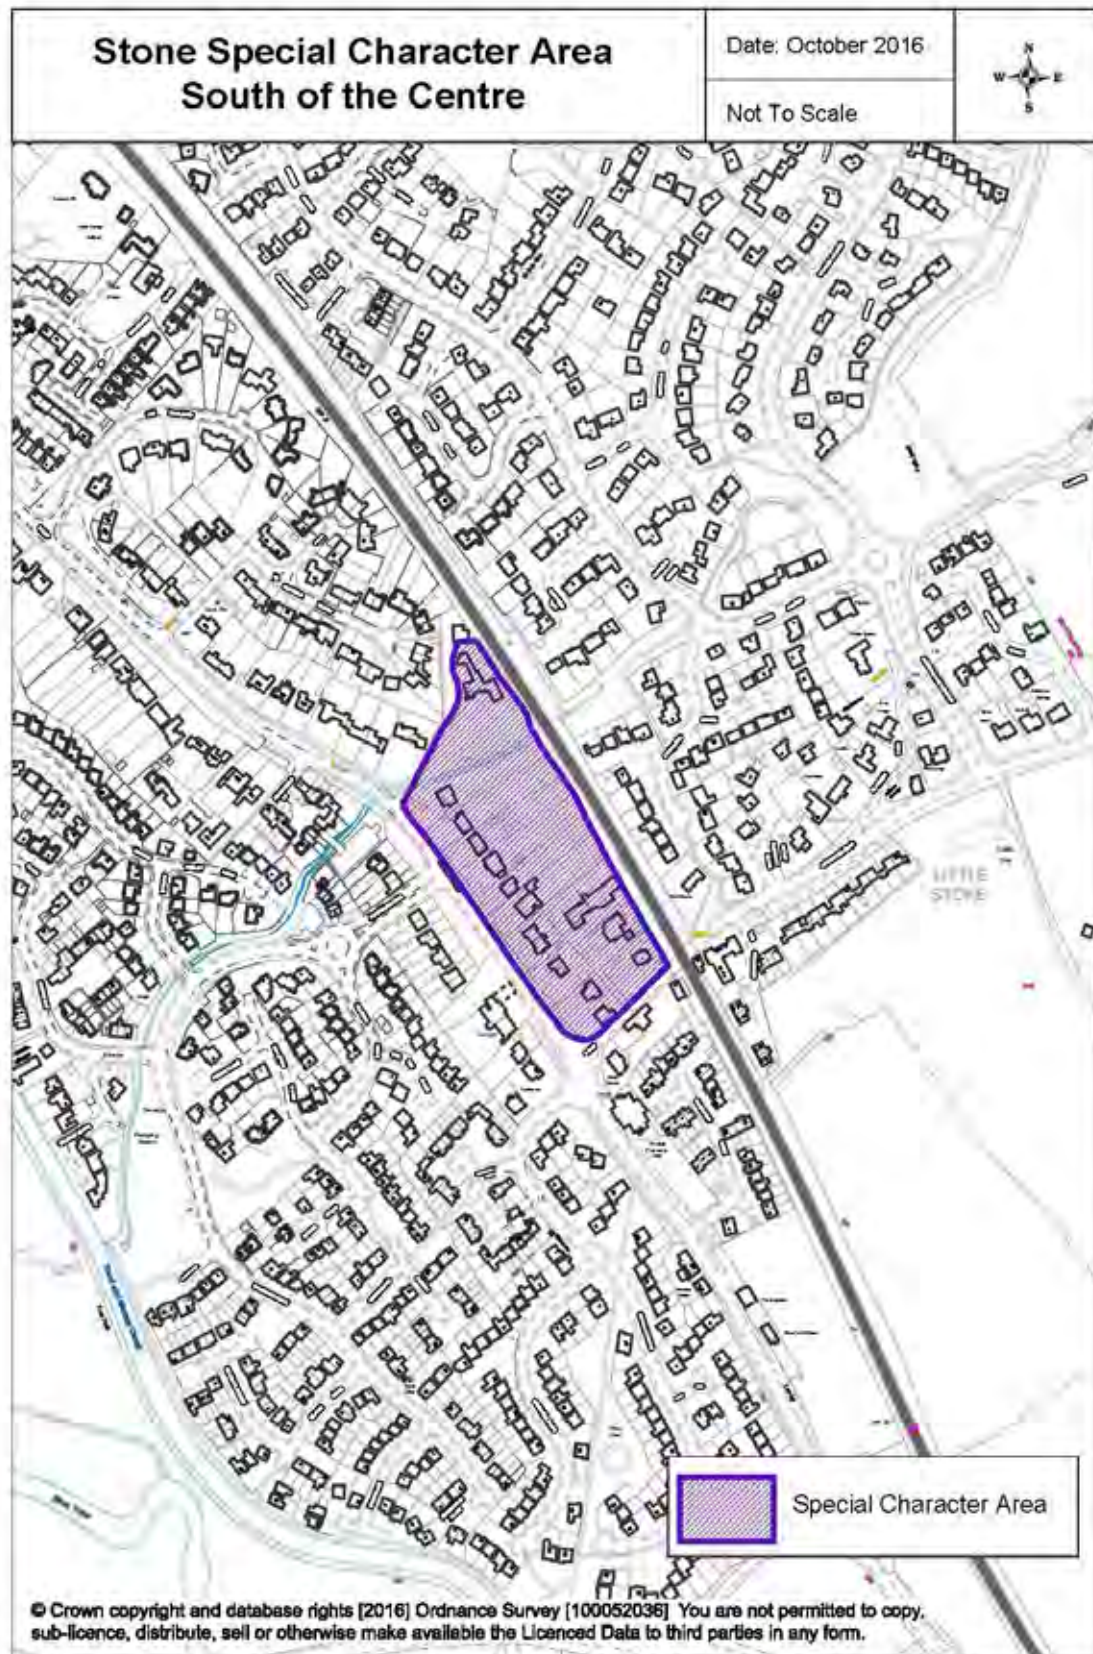 Stone Special Character Area
South of the Centre
Date: October 2016
Not To Scale
N
W E
S
LITTLE
STOKE
Special Character Area
© Crown copyright and database rights [2016] Ordnance Survey [100052036] You are not permitted to copy,
sub-licence, distribute, sell or otherwise make available the Licenced Data to third parties in any form.